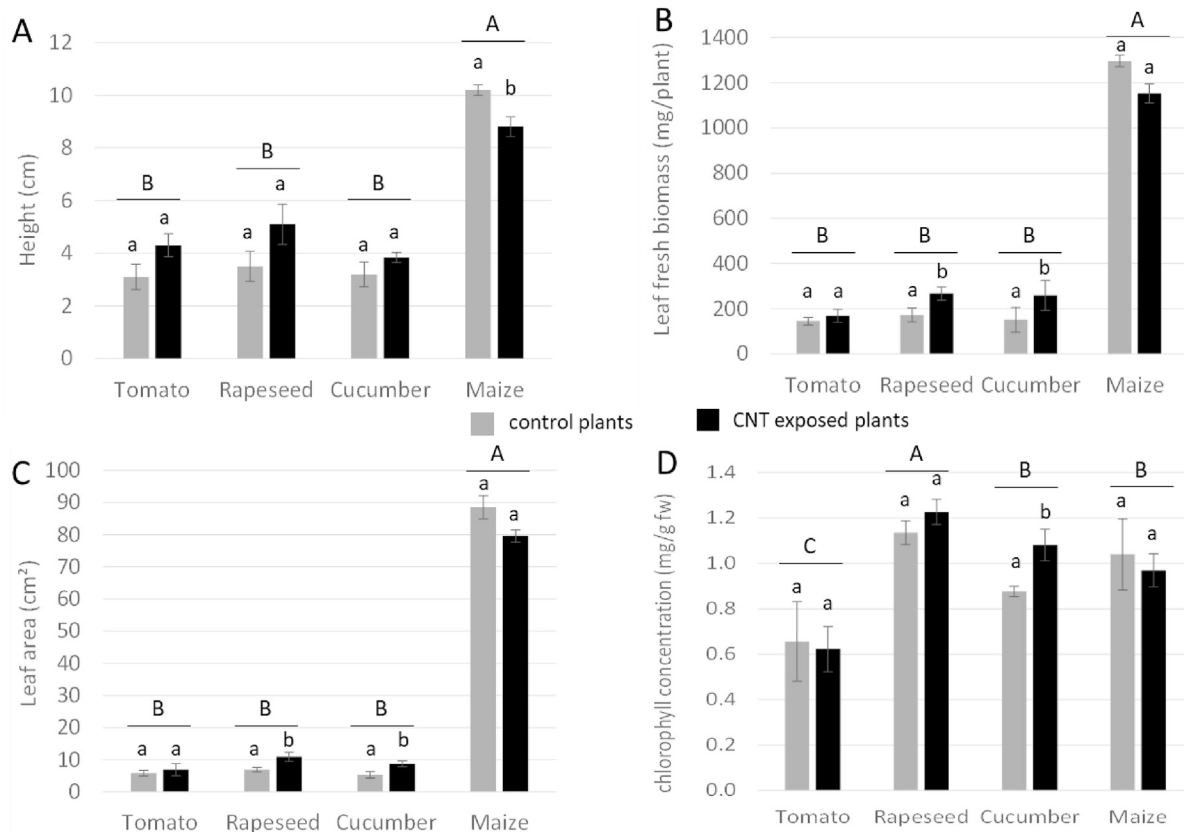 A
Height (cm)
12
10
8
6
4
2
0
B
a
a
B
a
a
B
a
a
A
a
b
Tomato
Rapeseed
Cucumber
Maize
B
Leaf fresh biomass (mg/plant)
1400
1200
1000
800
600
400
200
0
B
a
a
B
a
b
B
a
b
A
a
a
Tomato
Rapeseed
Cucumber
Maize
control plants
CNT exposed plants
C
Leaf area (cm²)
100
90
80
70
60
50
40
30
20
10
0
B
a
a
B
a
b
B
a
b
A
a
a
Tomato
Rapeseed
Cucumber
Maize
D
chlorophyll concentration (mg/g fw)
1.4
1.2
1.0
0.8
0.6
0.4
0.2
0.0
C
a
a
A
a
a
B
a
b
B
a
a
Tomato
Rapeseed
Cucumber
Maize